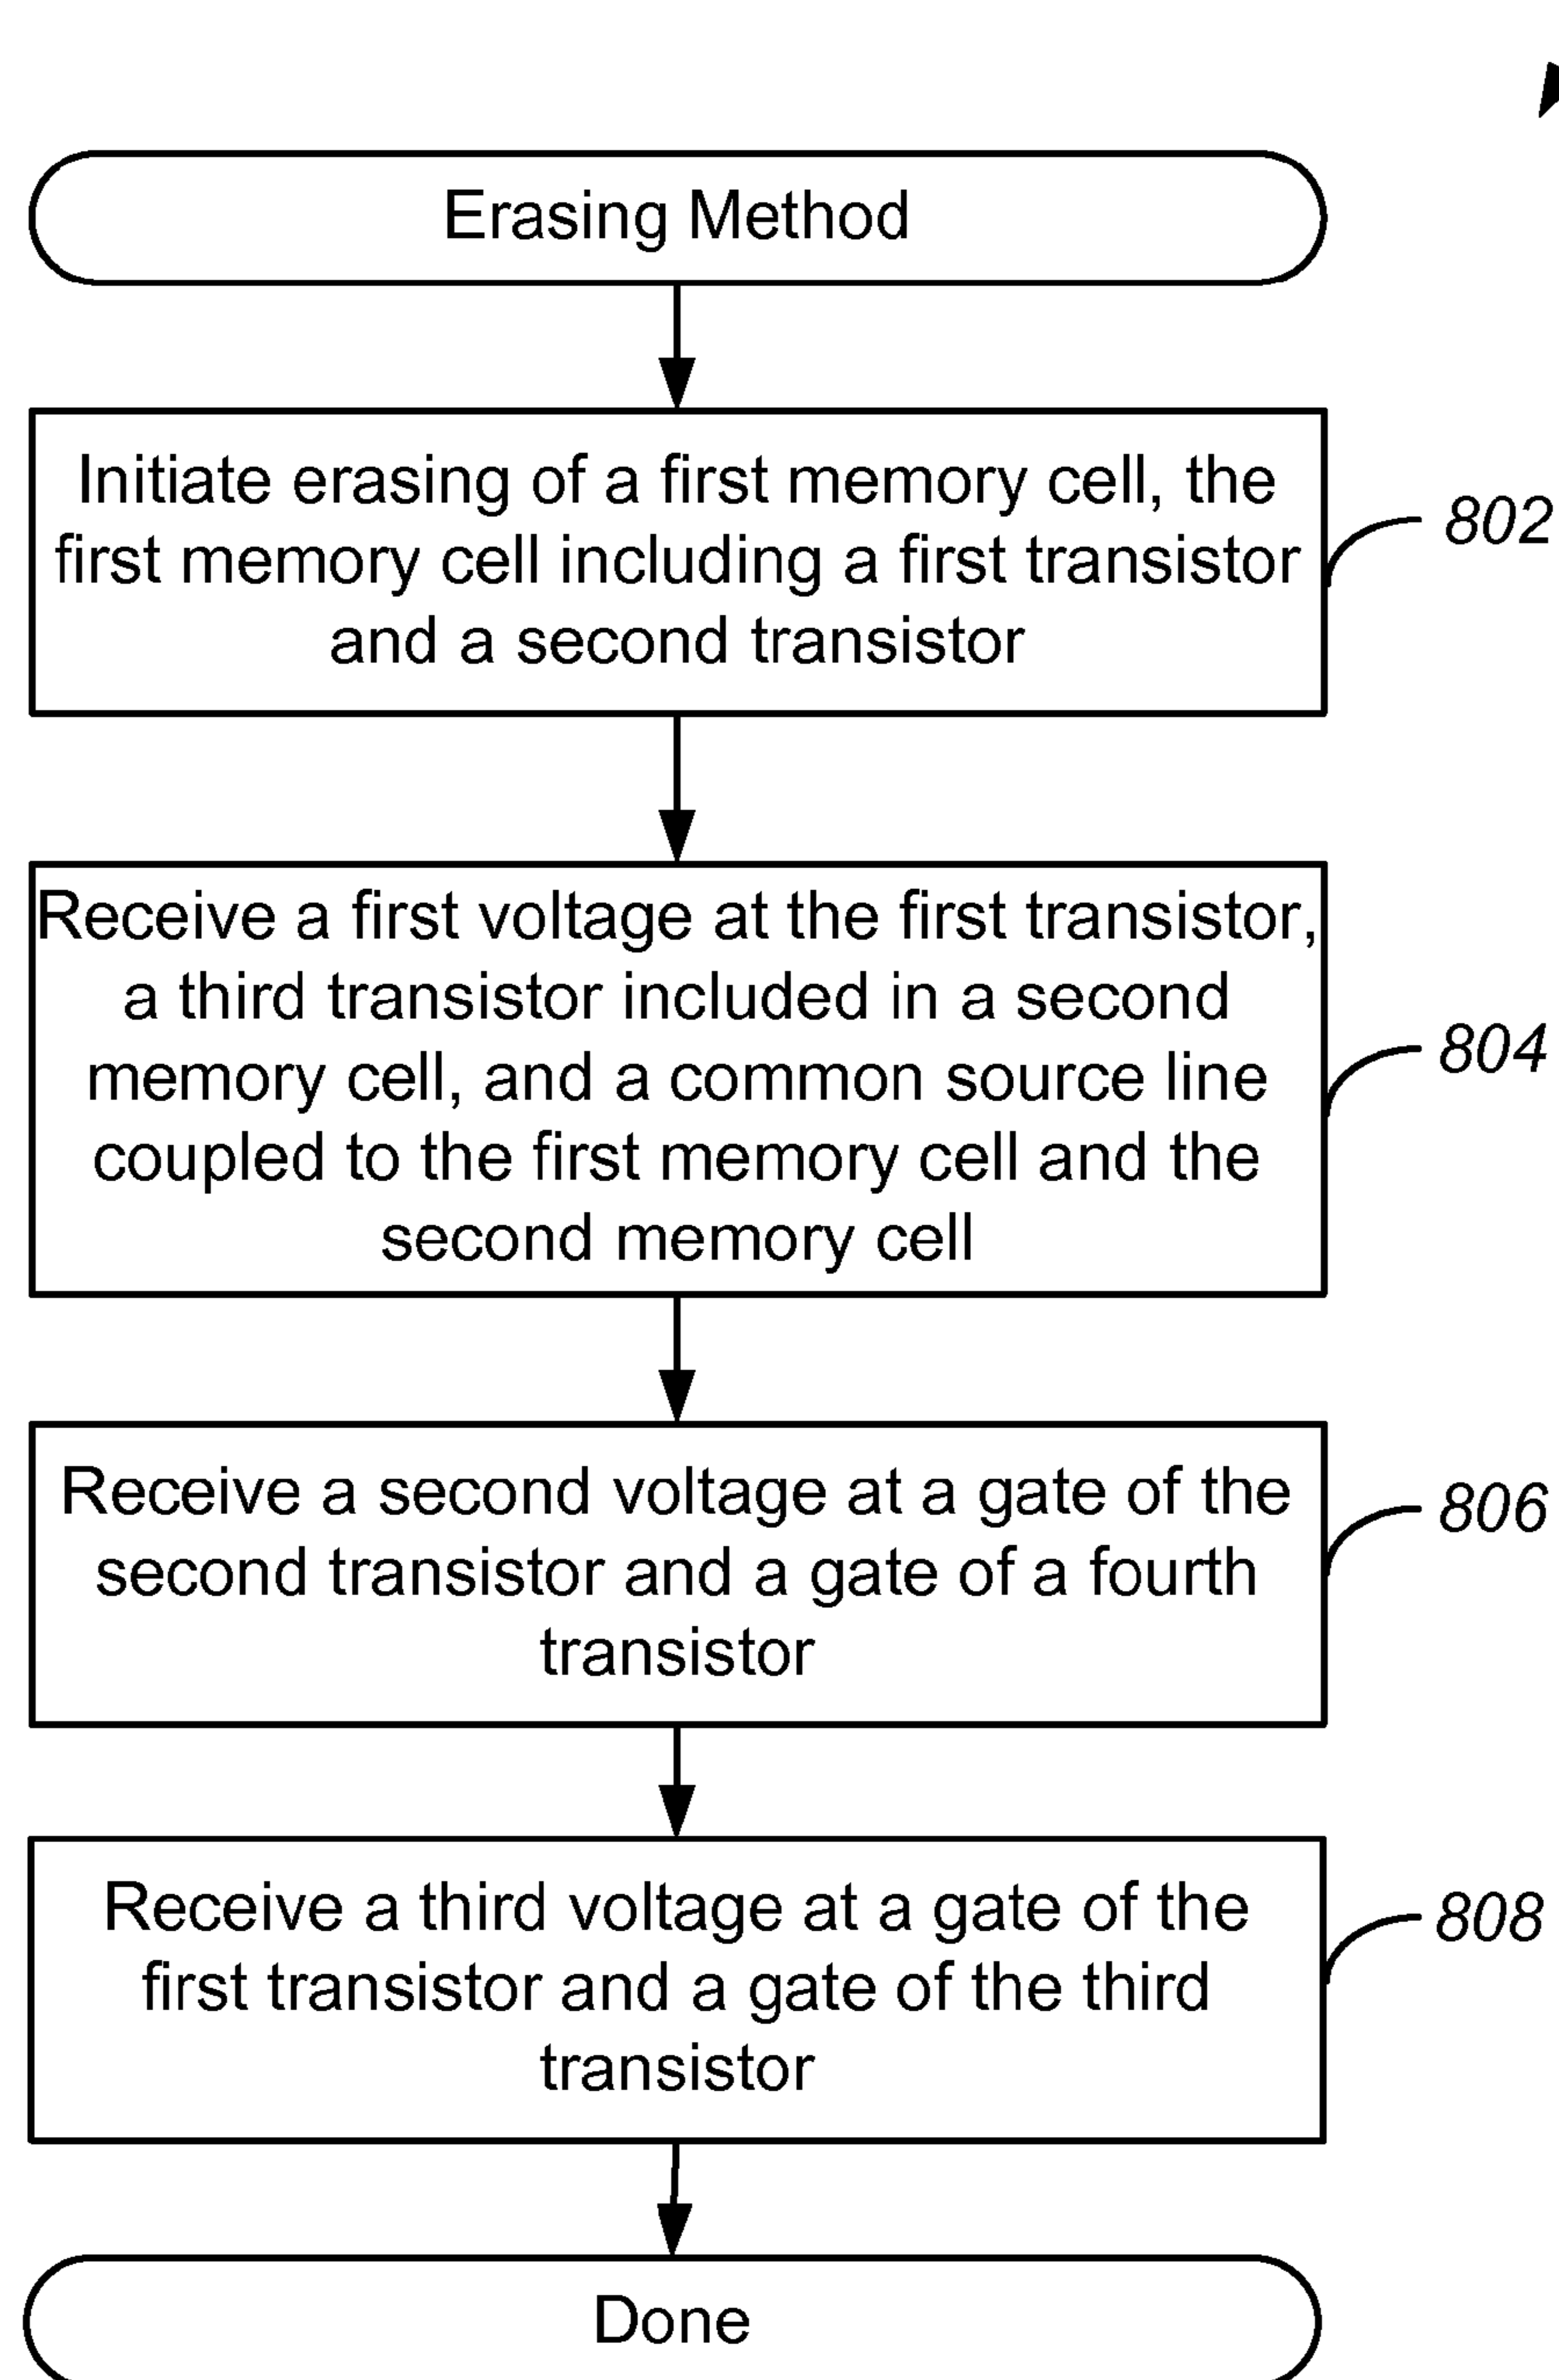 Erasing Method
Initiate erasing of a first memory cell, the
first memory cell including a first transistor
and a second transistor
802
Receive a first voltage at the first transistor,
a third transistor included in a second
memory cell, and a common source line
coupled to the first memory cell and the
second memory cell
804
Receive a second voltage at a gate of the
second transistor and a gate of a fourth
transistor
806
Receive a third voltage at a gate of the
first transistor and a gate of the third
transistor
808
Done